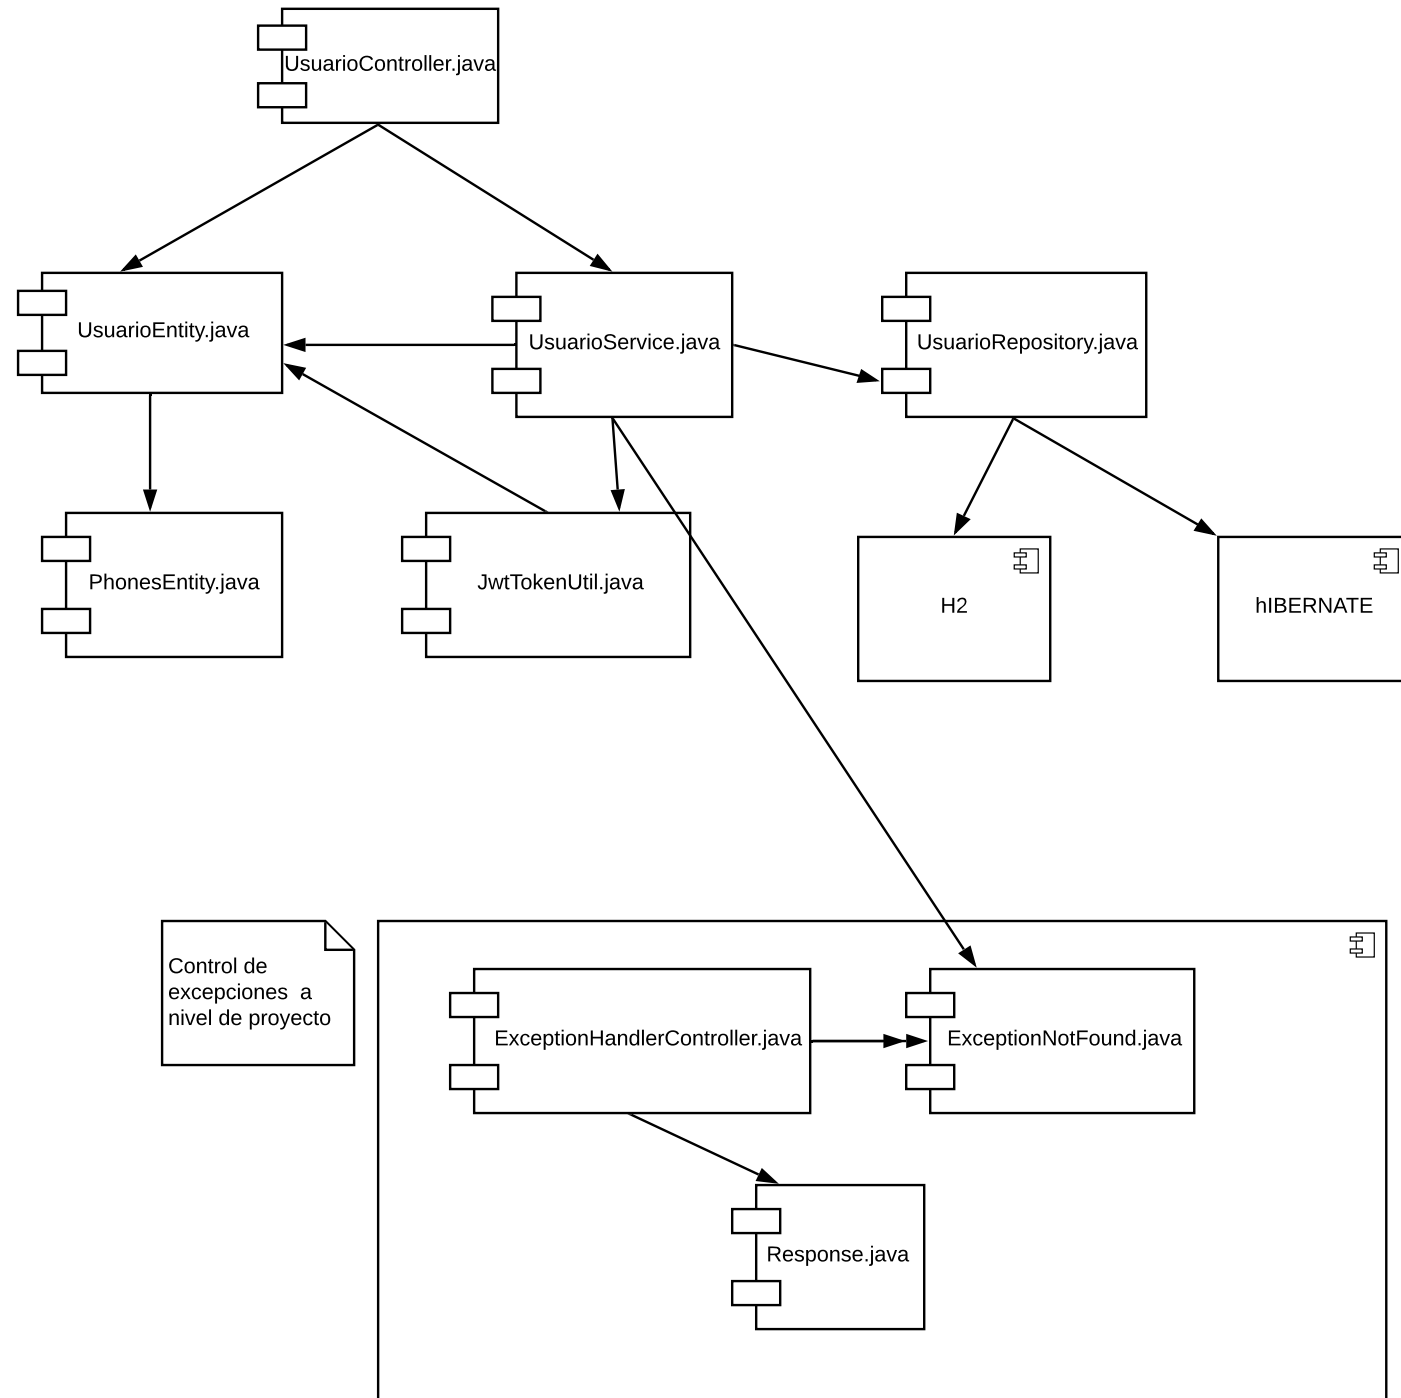 UsuarioController.java
UsuarioEntity.java
UsuarioService.java
UsuarioRepository.java
PhonesEntity.java
JwtTokenUtil.java
H2
hIBERNATE
Control de
excepciones  a
nivel de proyecto
ExceptionHandlerController.java
ExceptionNotFound.java
Response.java